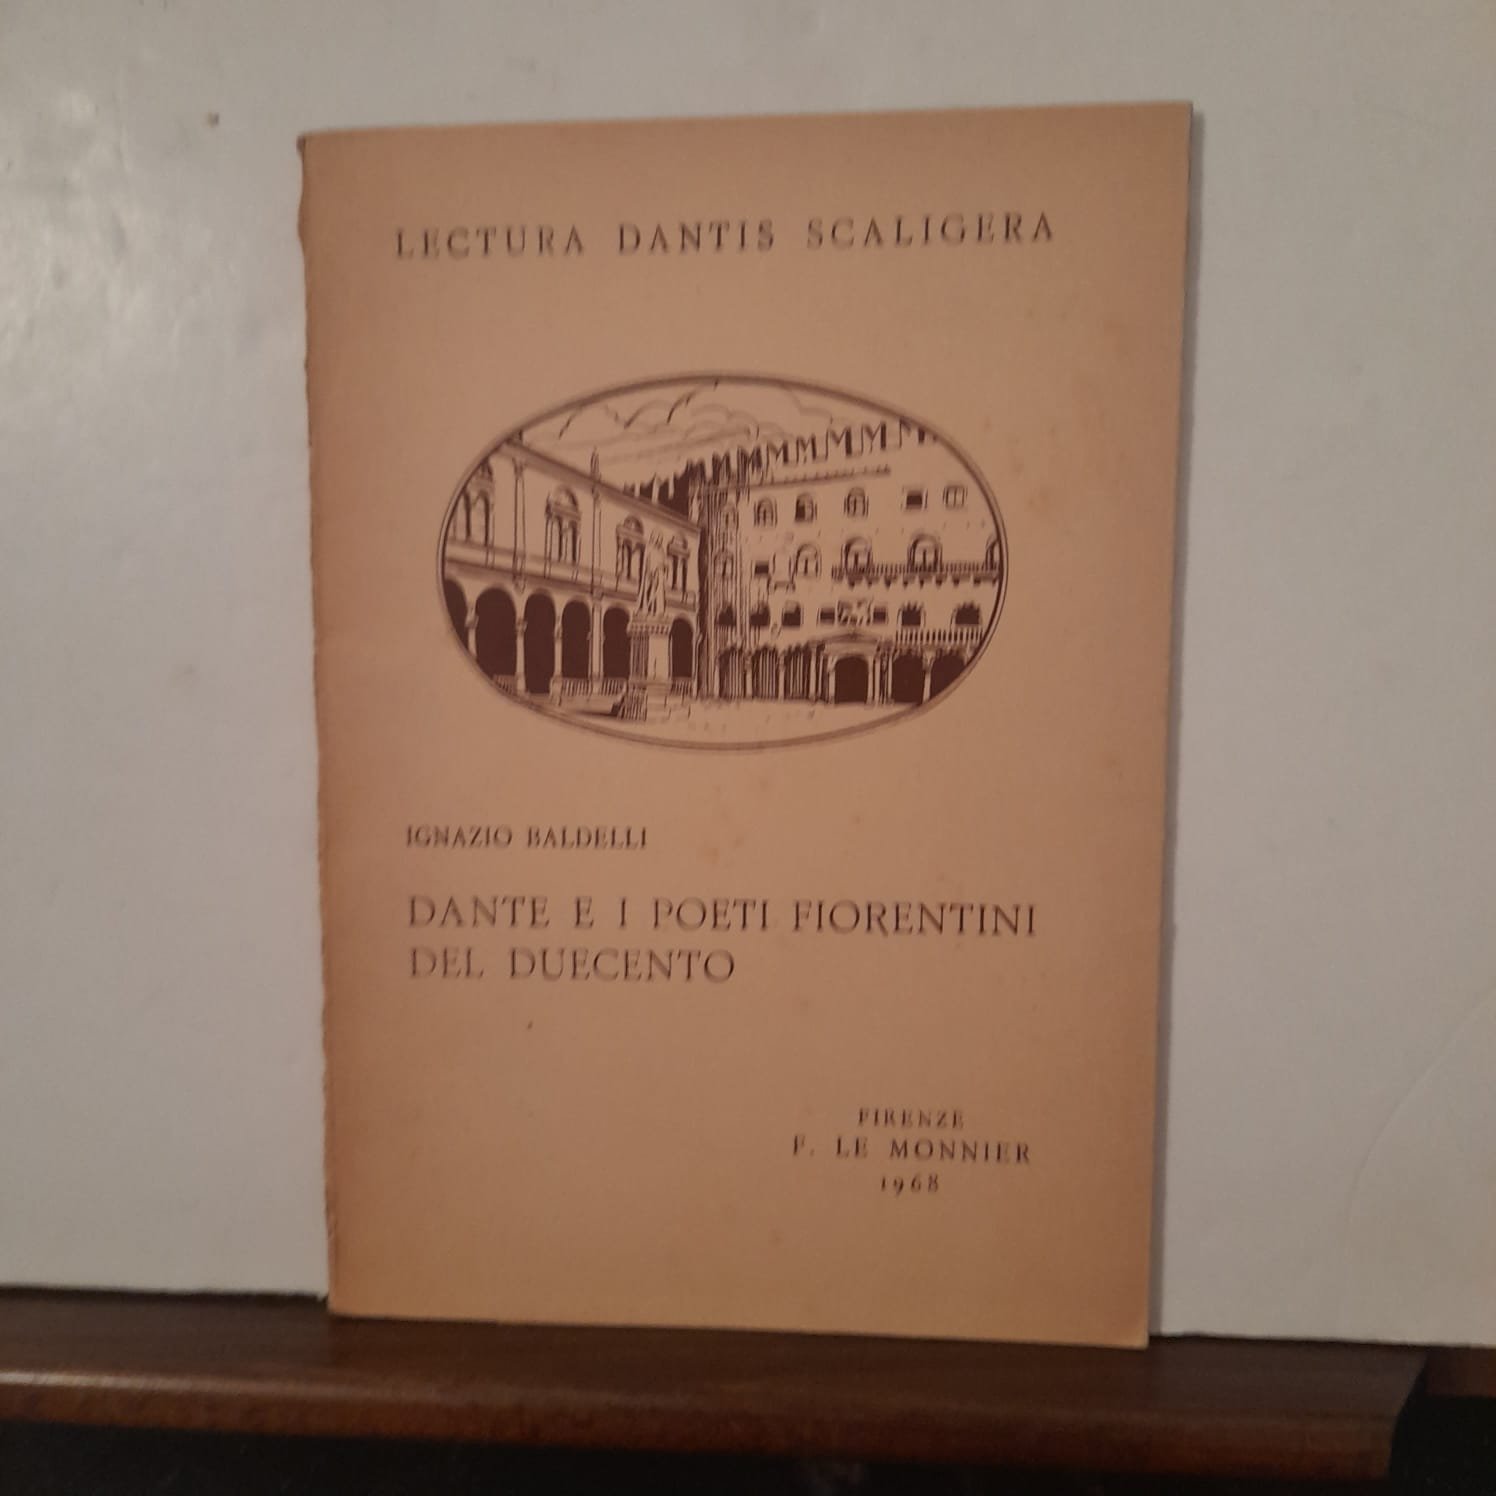 LECTURA DANTIS SCALIGERA
IGNAZIO BALDELLI
DANTE E I POETI FIORENTINI
DEL DUECENTO
FIRENZE
F. LE MONNIER
1968